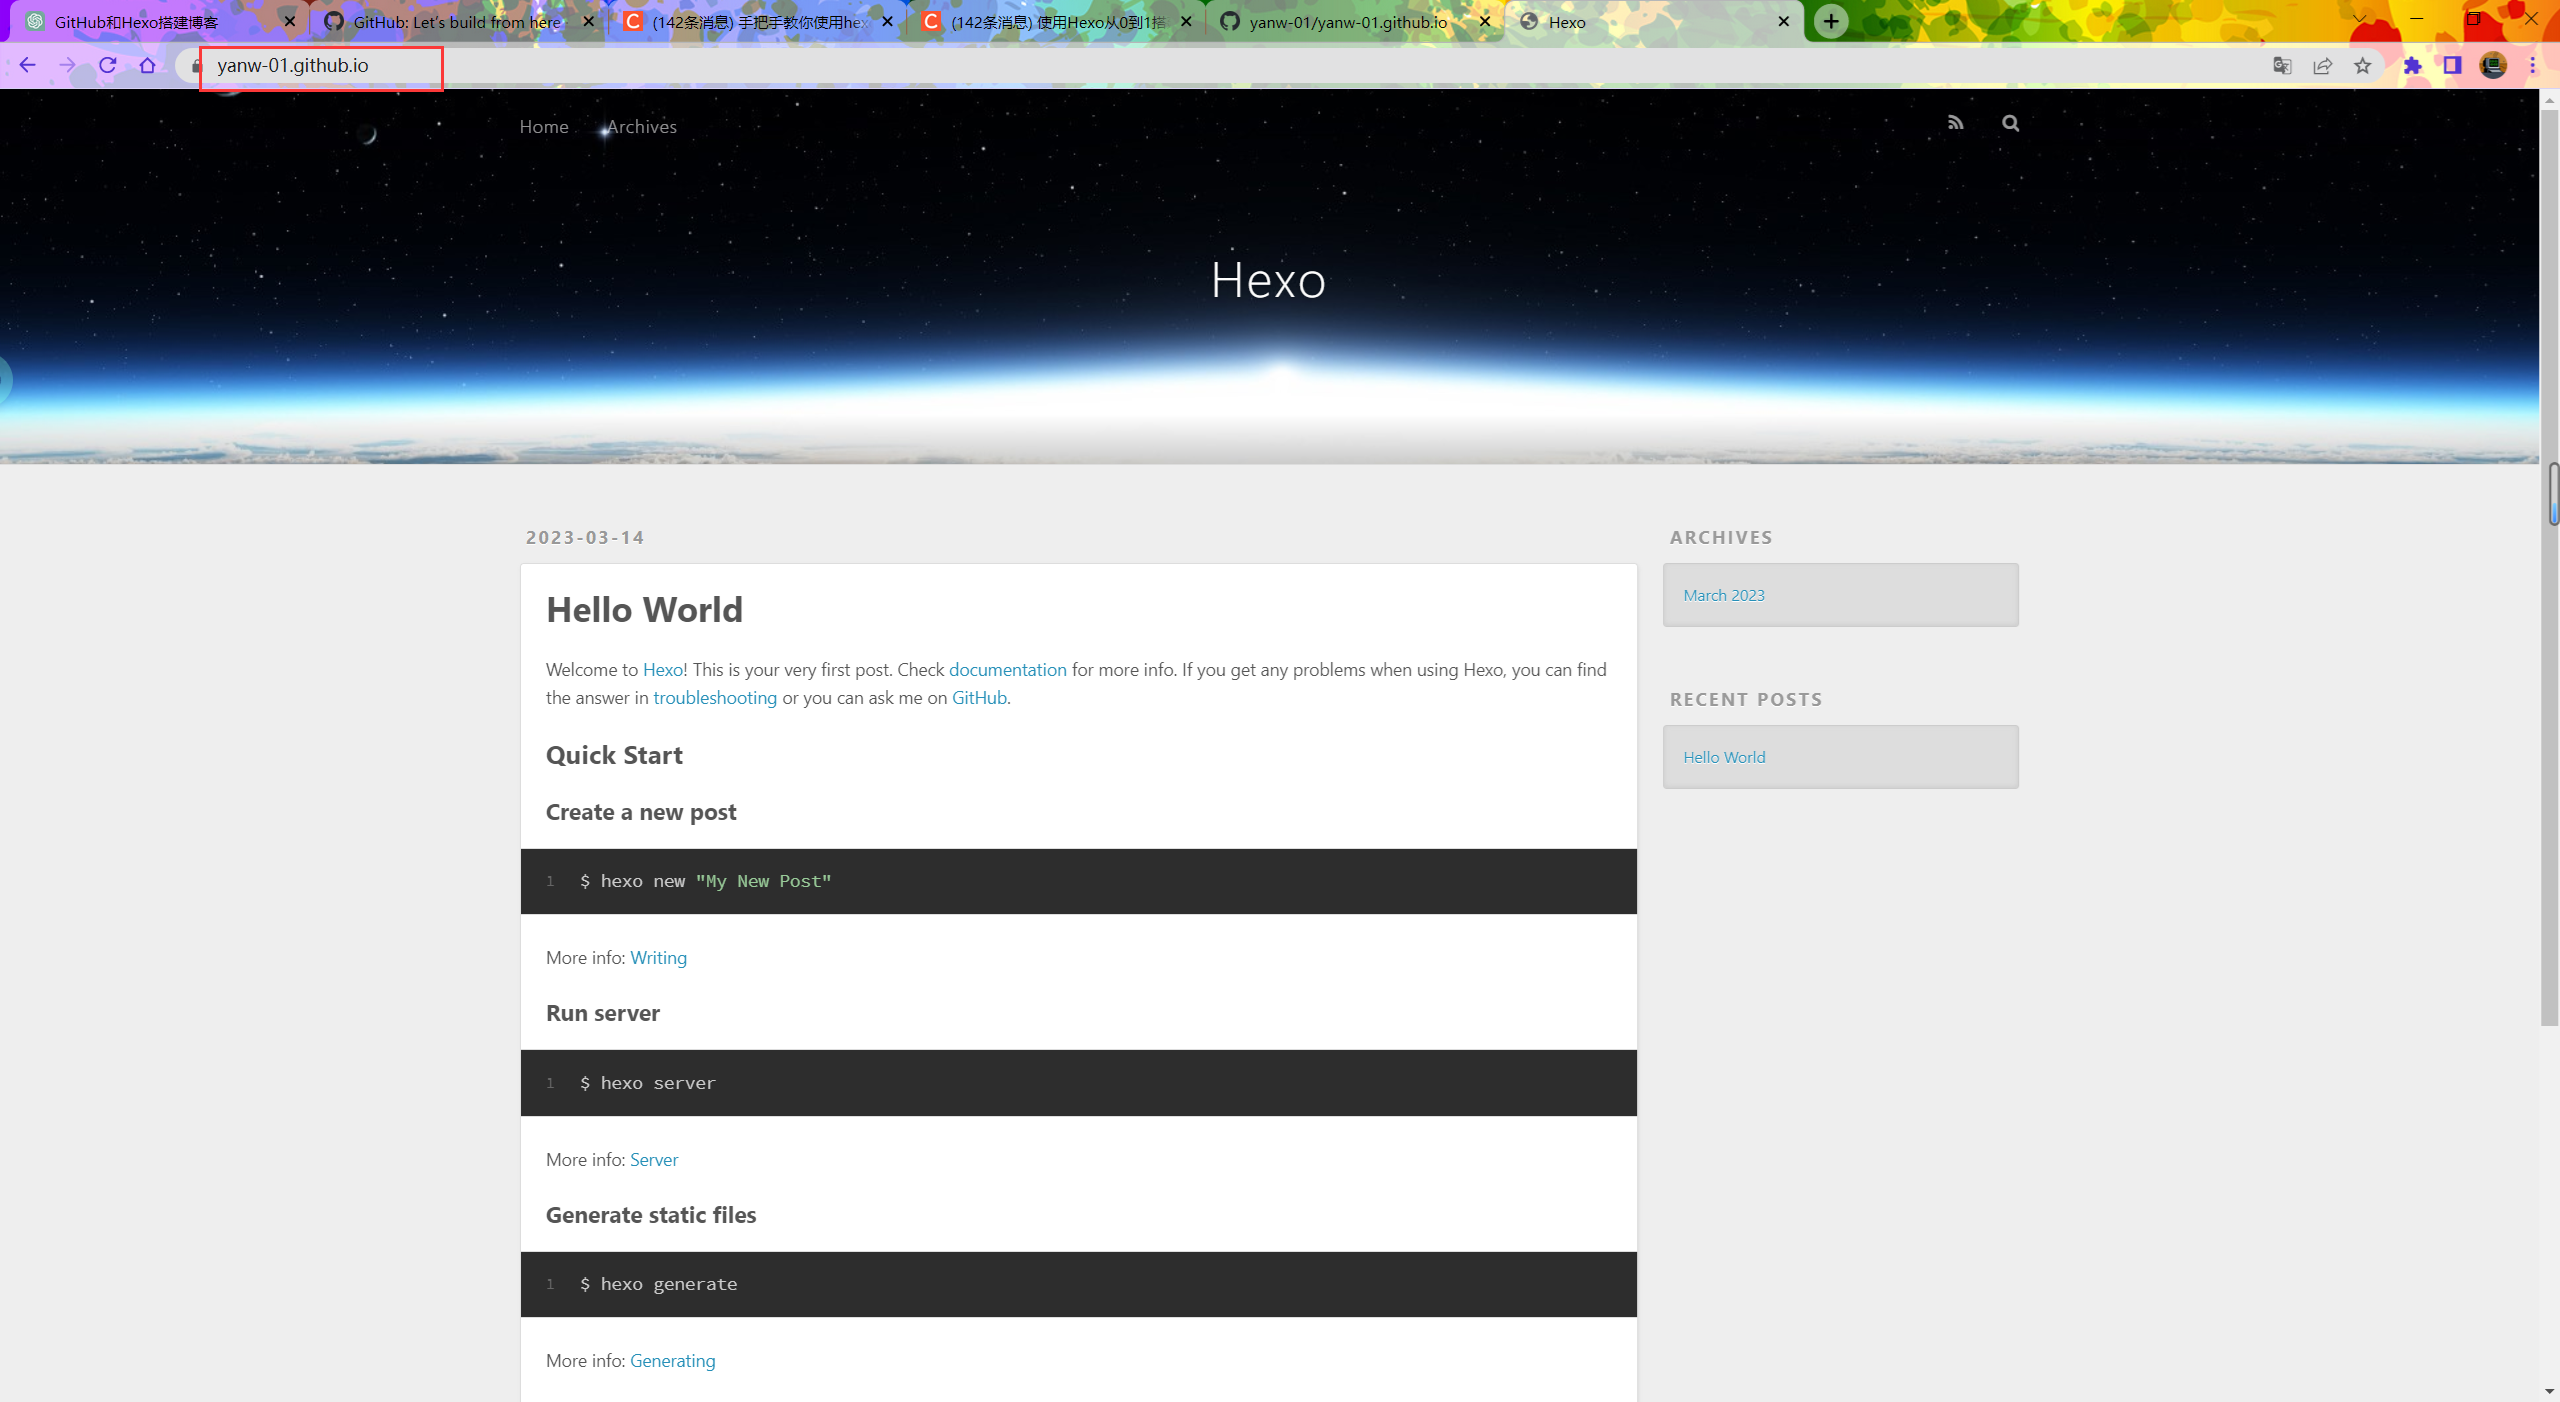 GitHub和Hexo搭建博客
GitHub: Let's build from here
(142条消息) 手把手教你使用hex
(142条消息) 使用Hexo从0到1搭
yanw-01/yanw-01.github.io
Hexo
yanw-01.github.io
Home Archives
Hexo
2023-03-14
Hello World
Welcome to Hexo! This is your very first post. Check documentation for more info. If you get any problems when using Hexo, you can find
the answer in troubleshooting or you can ask me on GitHub.
Quick Start
Create a new post
1 $ hexo new "My New Post"
More info: Writing
Run server
1 $ hexo server
More info: Server
Generate static files
1 $ hexo generate
More info: Generating
ARCHIVES
March 2023
RECENT POSTS
Hello World